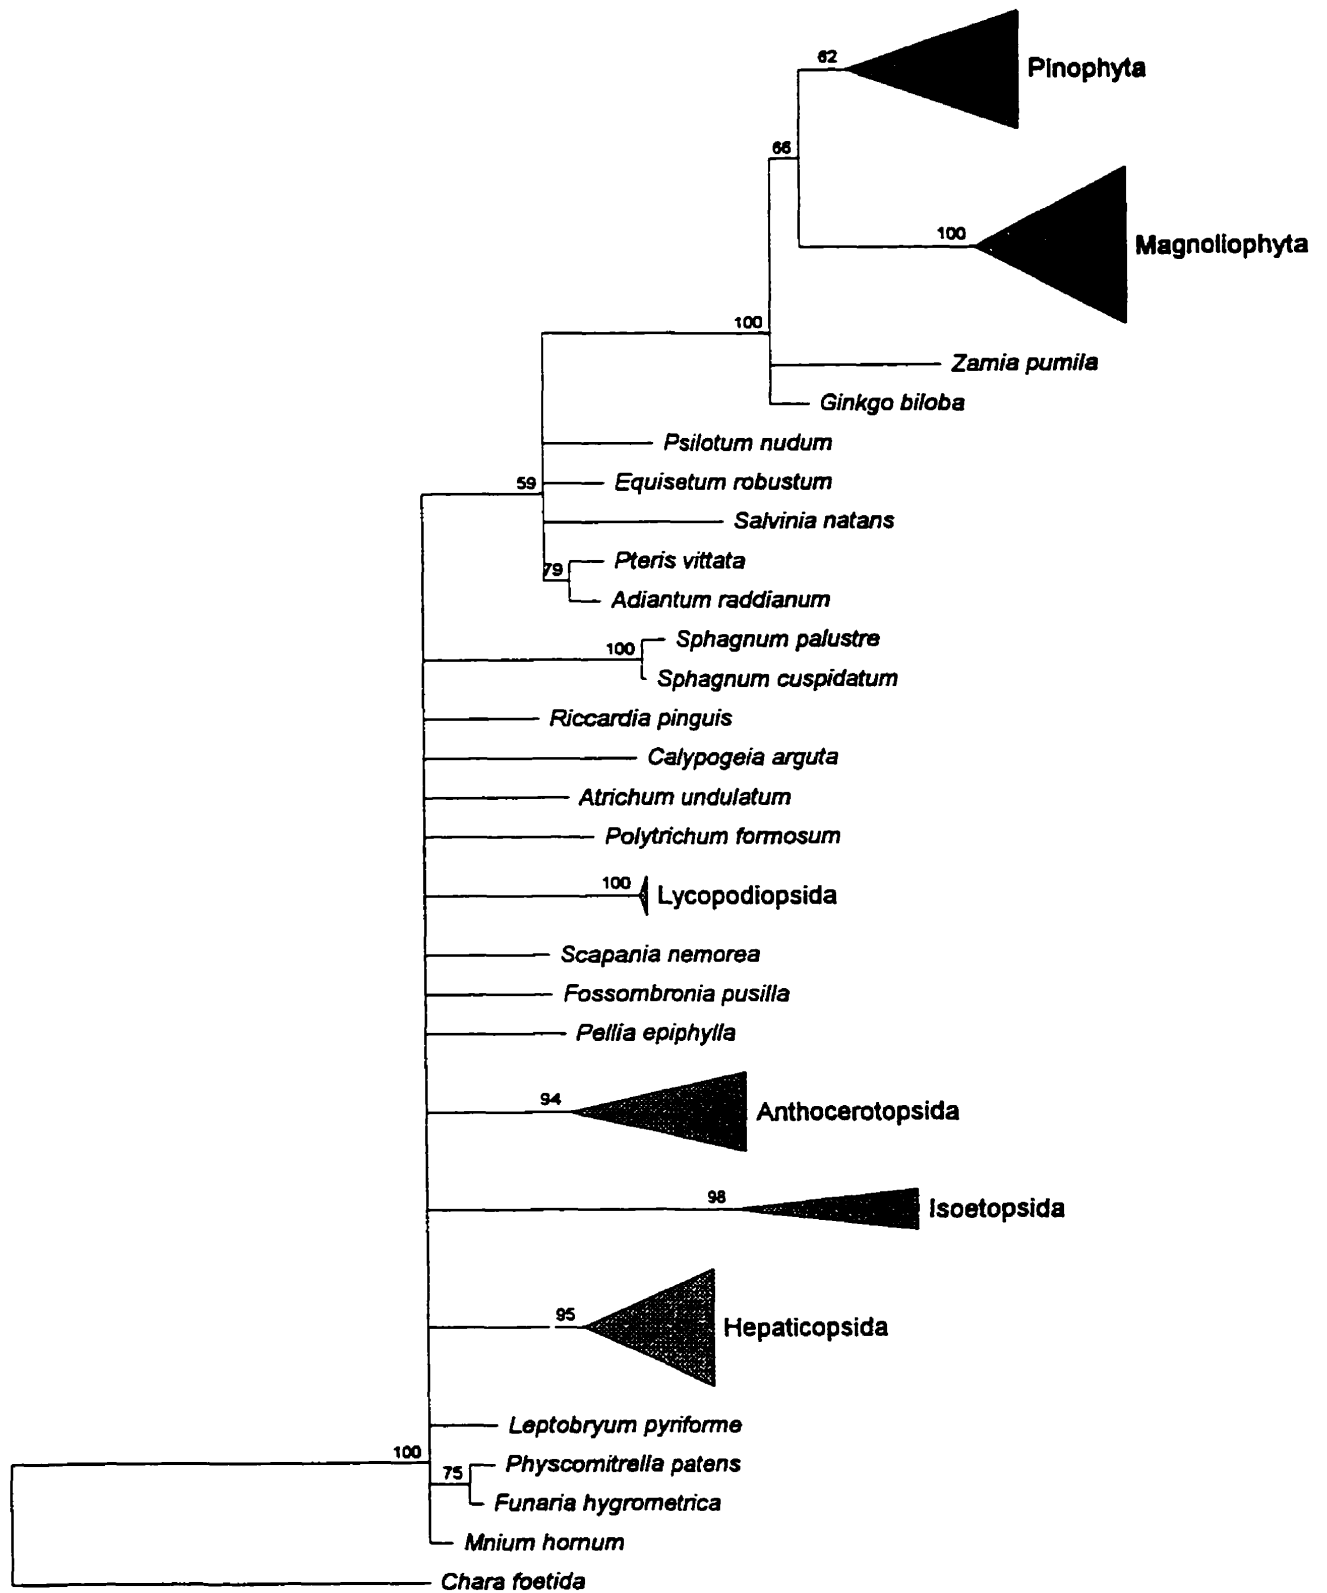 62
Pinophyta
66
100
Magnoliophyta
100
Zamia pumila
Ginkgo biloba
Psilotum nudum
59
Equisetum robustum
Salvinia natans
79
Pteris vittata
Adiantum raddianum
100
Sphagnum palustre
Sphagnum cuspidatum
Riccardia pinguis
Calypogeia arguta
Atrichum undulatum
Polytrichum formosum
100
Lycopodiopsida
Scapania nemorea
Fossombronia pusilla
Pellia epiphylla
94
Anthocerotopsida
98
Isoetopsida
95
Hepaticopsida
Leptobryum pyriforme
100
75
Physcomitrella patens
Funaria hygrometrica
Mnium hornum
Chara foetida